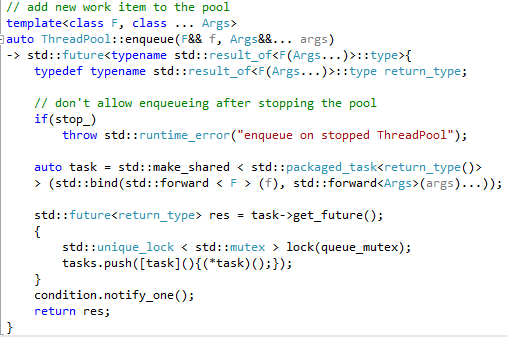 // add new work item to the pool
template<class F, class ... Args>
auto ThreadPool::enqueue(F&& f, Args&&... args)
-> std::future<typename std::result_of<F(Args...)>::type>{
    typedef typename std::result_of<F(Args...)>::type return_type;

    // don't allow enqueueing after stopping the pool
    if(stop_)
        throw std::runtime_error("enqueue on stopped ThreadPool");

    auto task = std::make_shared < std::packaged_task<return_type()>
    > (std::bind(std::forward < F > (f), std::forward<Args>(args)...));

    std::future<return_type> res = task->get_future();
    {
        std::unique_lock < std::mutex > lock(queue_mutex);
        tasks.push([task](){(*task)();});
    }
    condition.notify_one();
    return res;
}